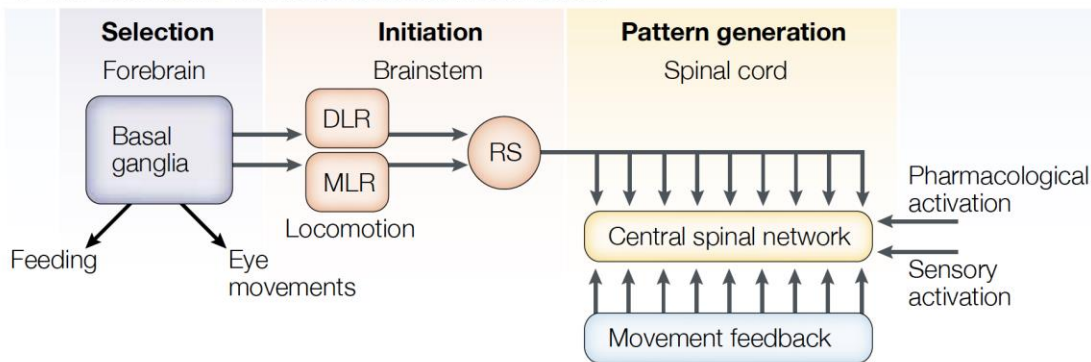 Selection
Forebrain
Initiation
Brainstem
Pattern generation
Spinal cord
Basal
ganglia
DLR
MLR
RS
Locomotion
Feeding
Eye
movements
Central spinal network
Pharmacological
activation
Sensory
activation
Movement feedback